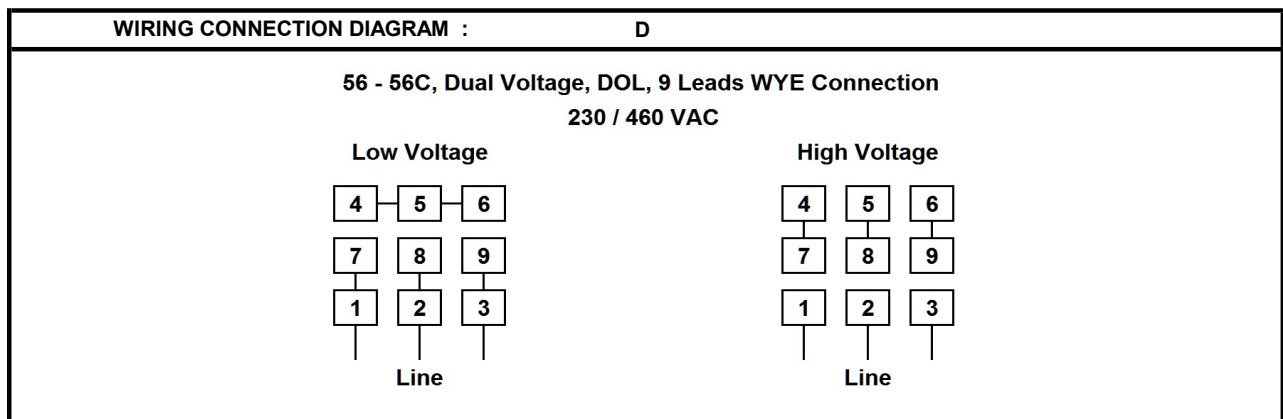 WIRING CONNECTION DIAGRAM : D
56 - 56C, Dual Voltage, DOL, 9 Leads WYE Connection
230 / 460 VAC
Low Voltage High Voltage
4 5 6 4 5 6
7 8 9 7 8 9
1 2 3 1 2 3
Line Line